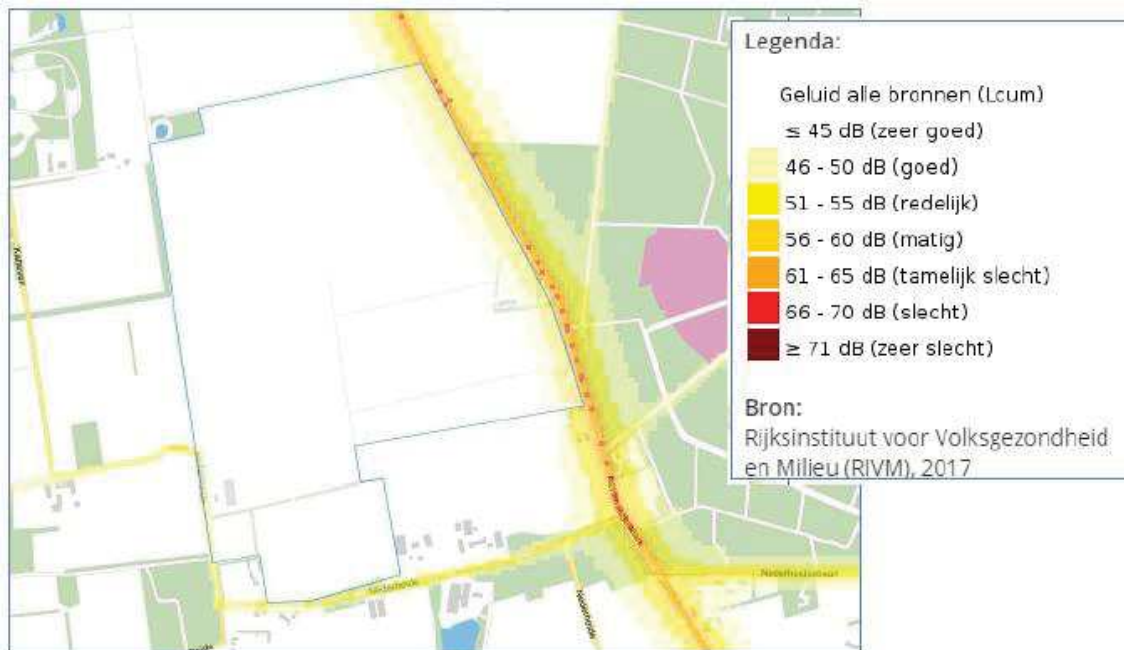 Legenda:
Geluid alle bronnen (Lcum)
≤ 45 dB (zeer goed)
46 - 50 dB (goed)
51 - 55 dB (redelijk)
56 - 60 dB (matig)
61 - 65 dB (tamelijk slecht)
66 - 70 dB (slecht)
≥ 71 dB (zeer slecht)
Bron:
Rijksinstituut voor Volksgezondheid
en Milieu (RIVM), 2017
Nederheide
Nederheide